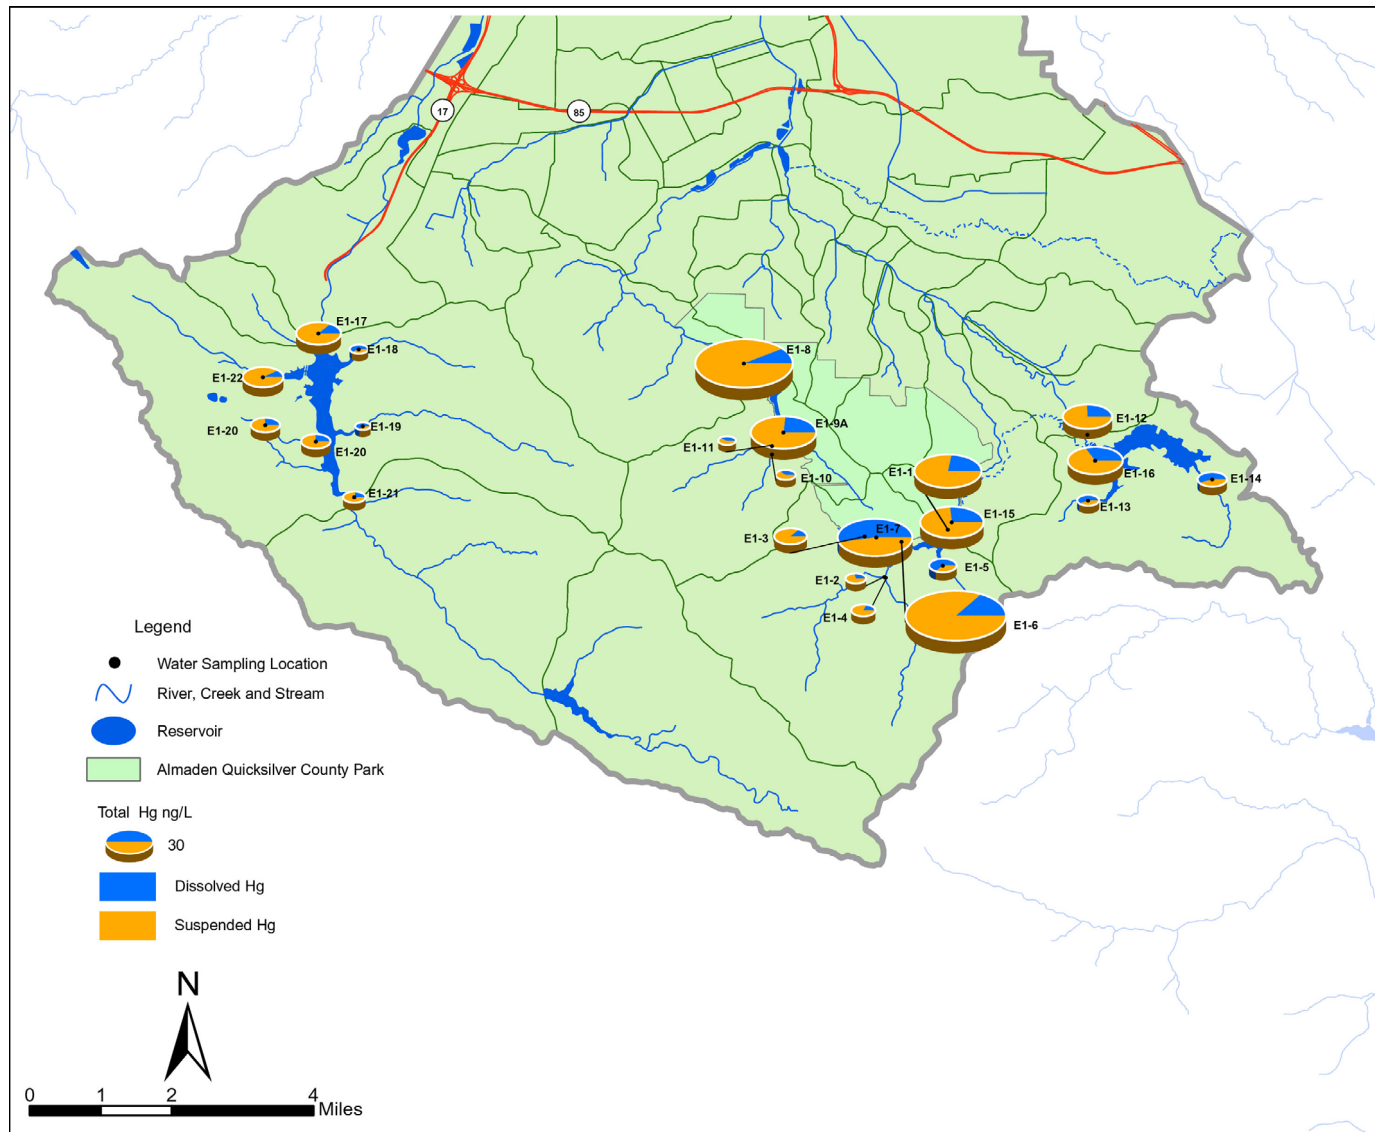 17
85
E1-17
E1-18
E1-22
E1-8
E1-20
E1-19
E1-20
E1-9A
E1-12
E1-11
E1-10
E1-1
E1-16
E1-14
E1-21
E1-13
E1-15
E1-3
E1-7
E1-5
E1-2
E1-4
E1-6
Legend
Water Sampling Location
River, Creek and Stream
Reservoir
Almaden Quicksilver County Park
Total Hg ng/L
30
Dissolved Hg
Suspended Hg
N
0 1 2 4
Miles